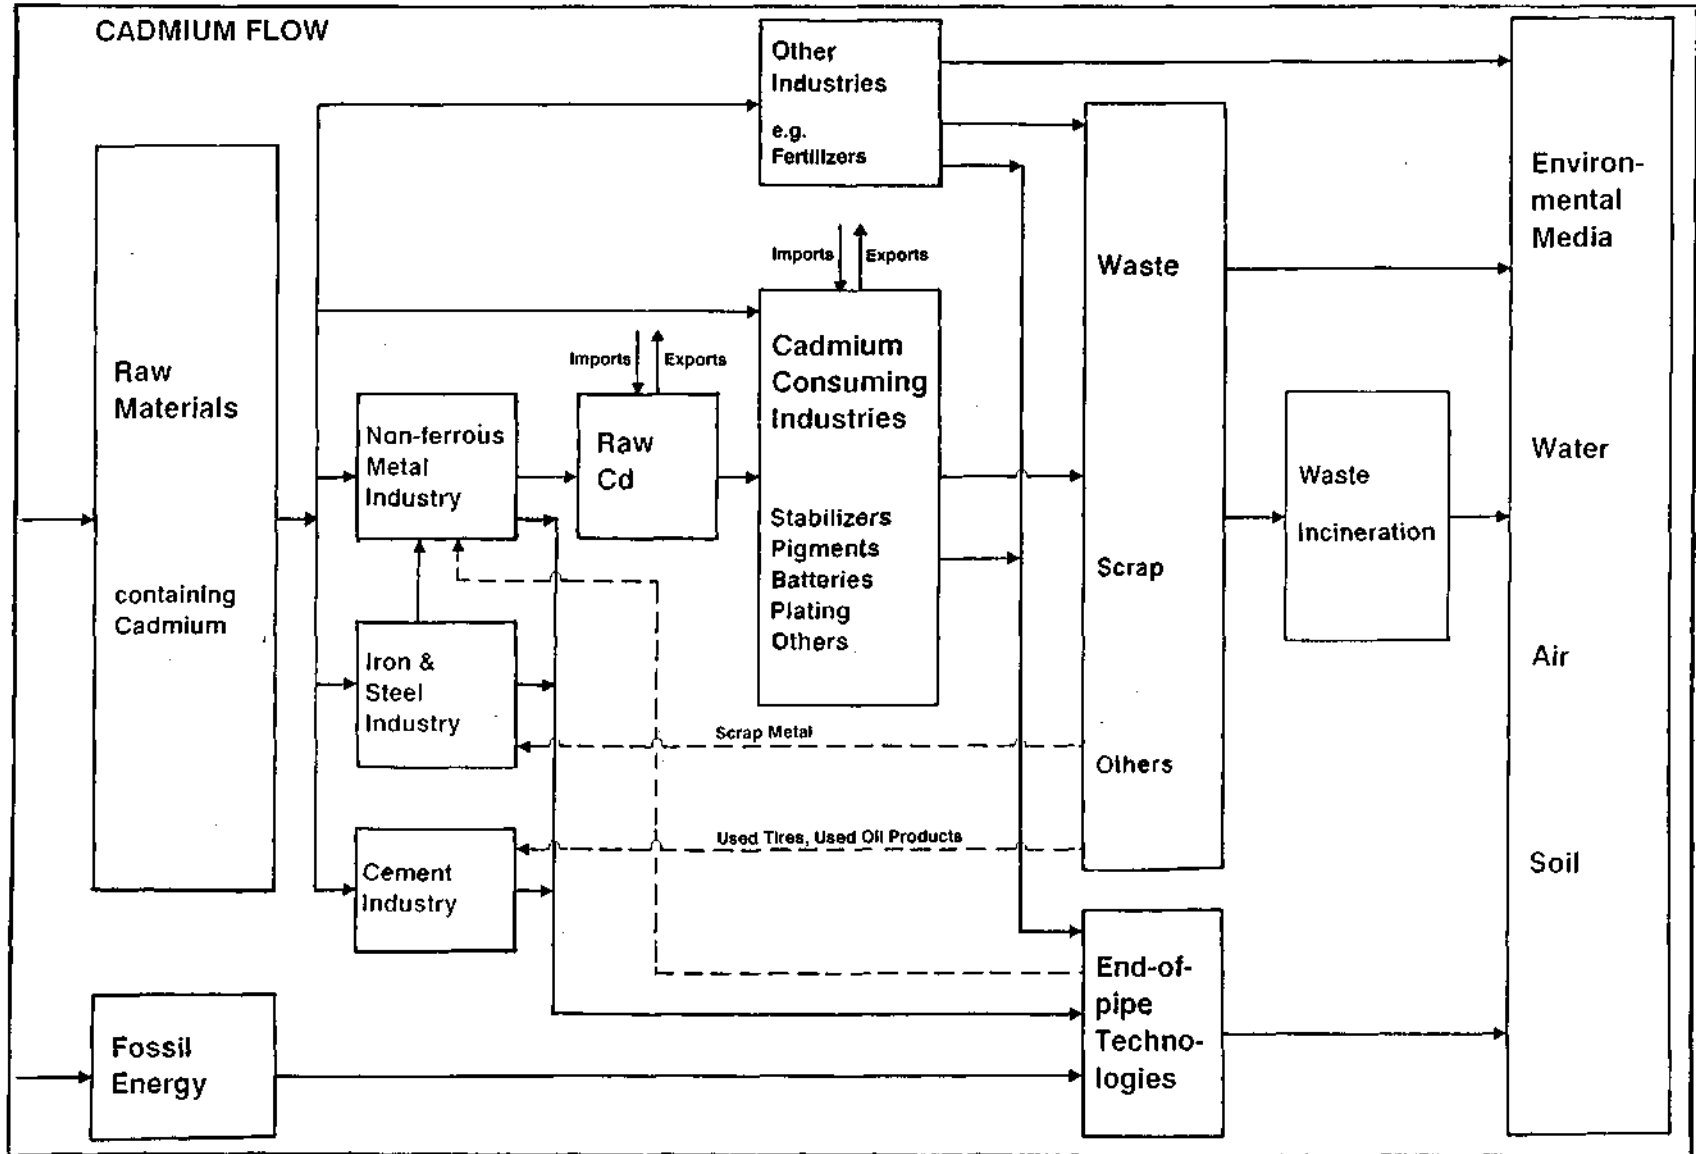 CADMIUM FLOW
Other
Industries
e.g.
Fertilizers
Environ-
mental
Media
Water
Air
Soil
Waste
Scrap
Others
Imports
Exports
Cadmium
Consuming
Industries
Stabilizers
Pigments
Batteries
Plating
Others
Raw
Materials
containing
Cadmium
Imports
Exports
Non-ferrous
Metal
Industry
Raw
Cd
Waste
Incineration
Iron &
Steel
Industry
Scrap Metal
Used Tires, Used Oil Products
Cement
Industry
End-of-
pipe
Techno-
logies
Fossil
Energy